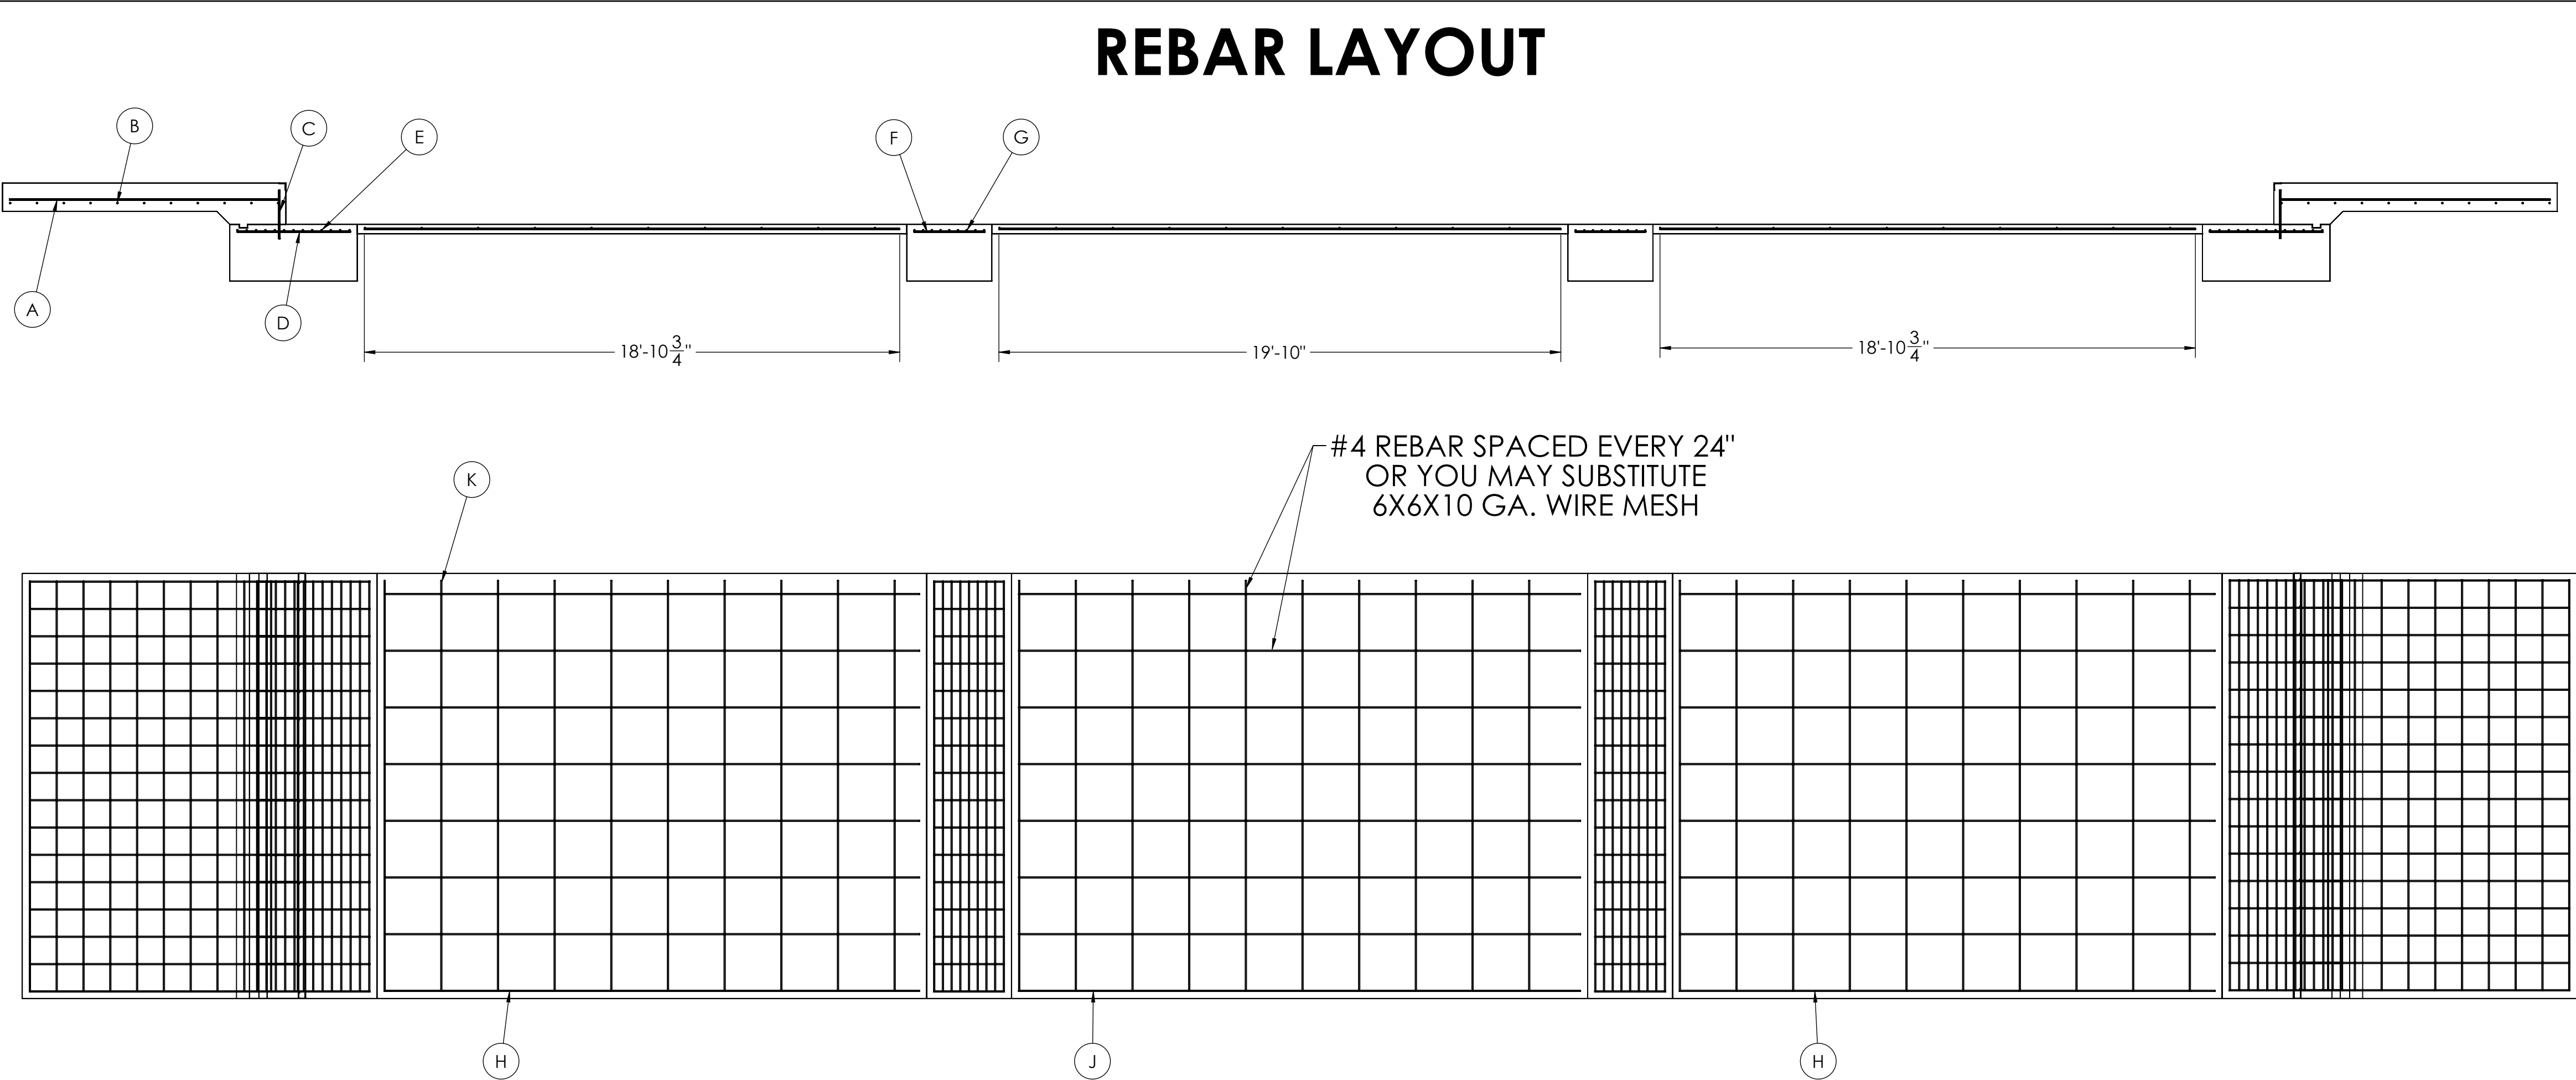 REBAR LAYOUT
B
C
E
F
G
A
D
18'-10 3/4"
19'-10"
18'-10 3/4"
#4 REBAR SPACED EVERY 24"
OR YOU MAY SUBSTITUTE
6X6X10 GA. WIRE MESH
K
H
J
H